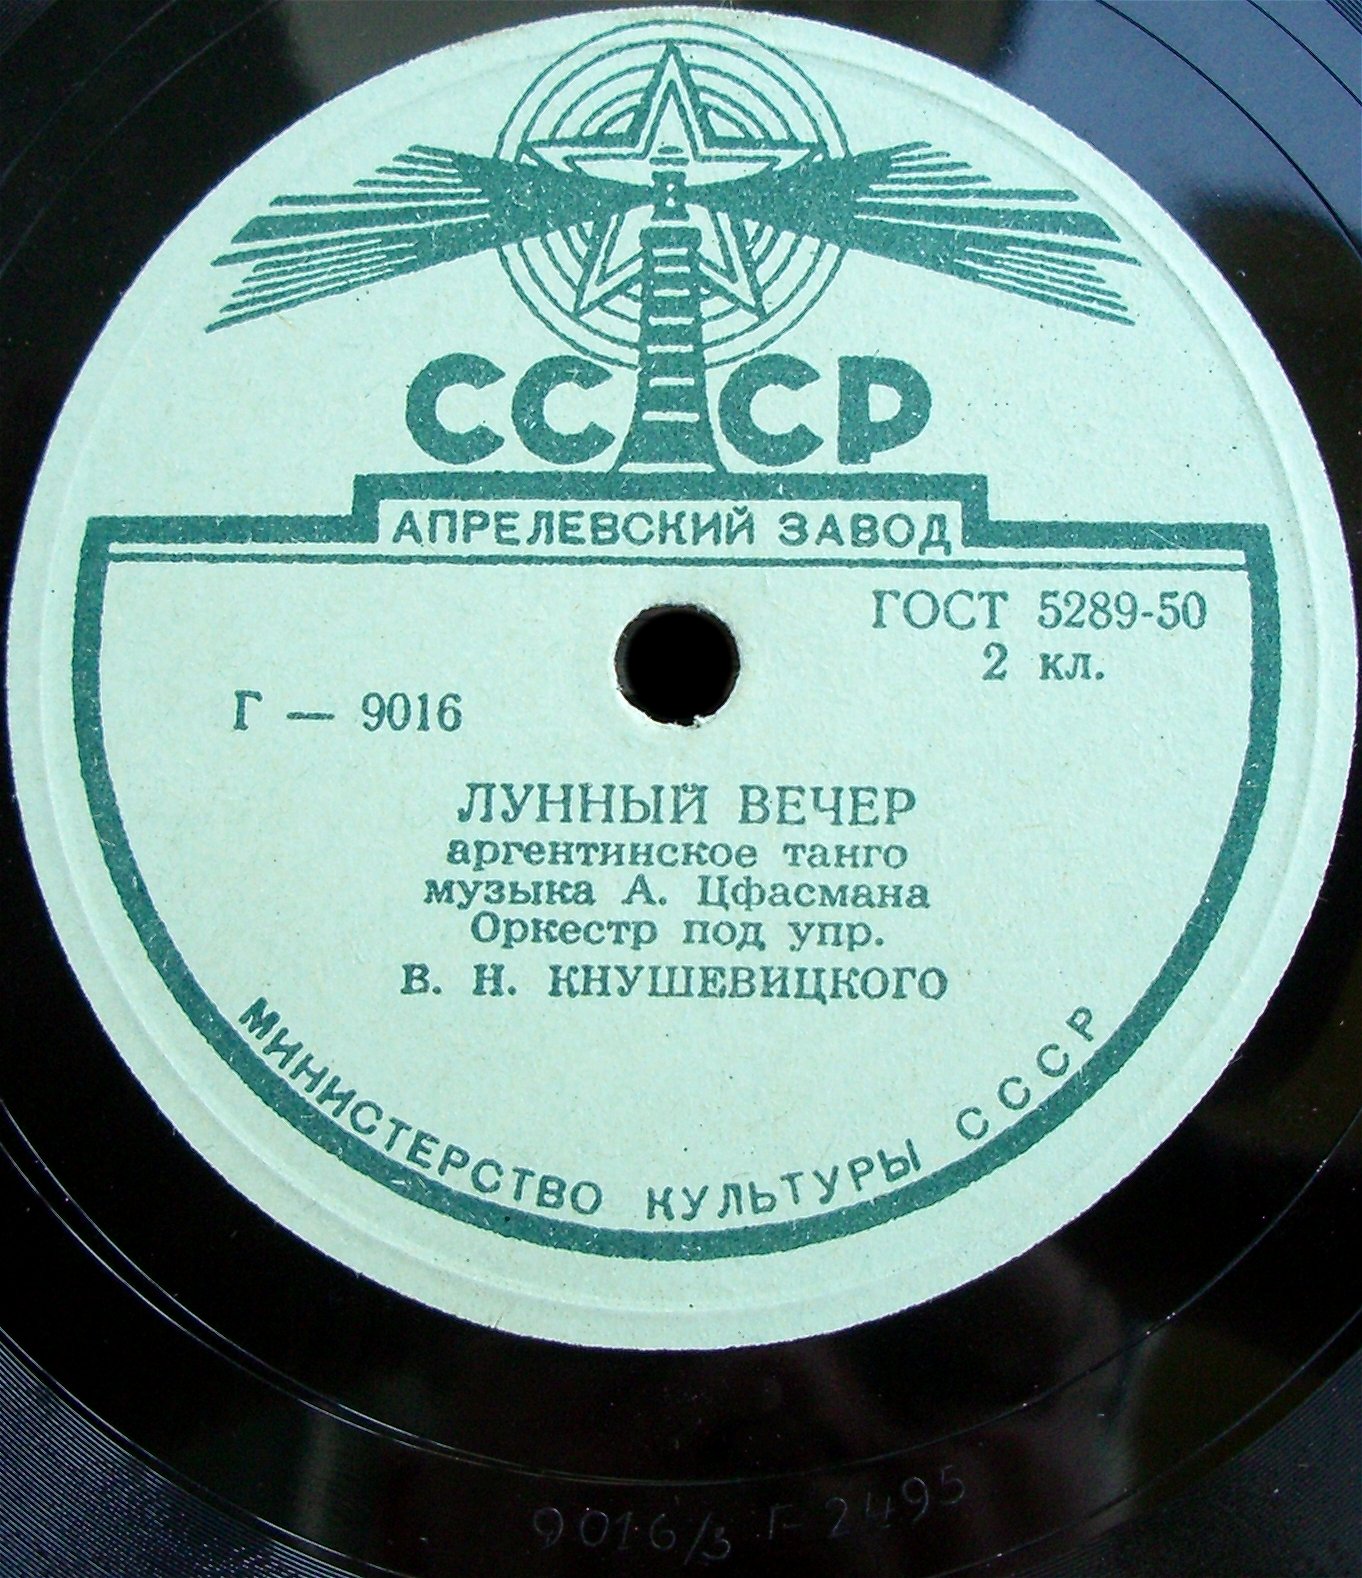 СССР
АПРЕЛЕВСКИЙ ЗАВОД
ГОСТ 5289-50
2 кл.
Г — 9016
ЛУННЫЙ ВЕЧЕР
аргентинское танго
музыка А. Цфасмана
Оркестр под упр.
В. Н. КНУШЕВИЦКОГО
МИНИСТЕРСТВО КУЛЬТУРЫ СССР
9016/3 Г-2495